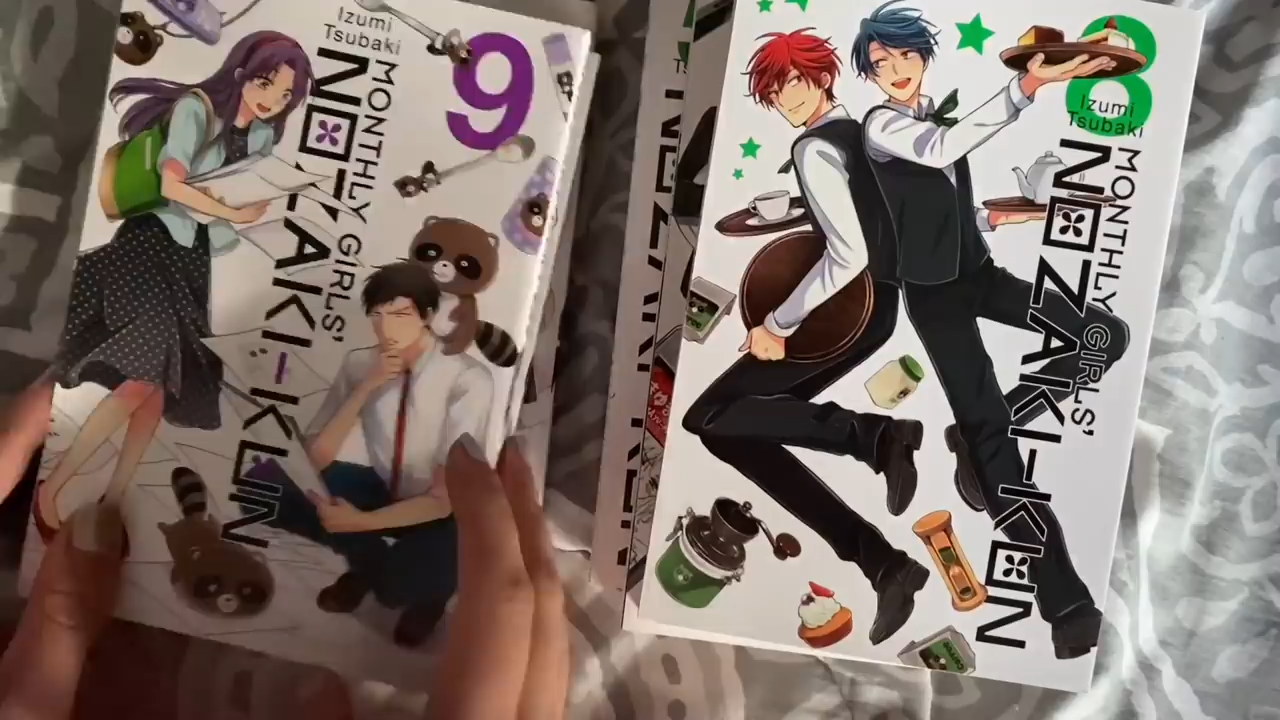 Izumi
Tsubaki
9
MONTHLY GIRLS'
NOZAKI-KUN
8
Izumi
Tsubaki
MONTHLY GIRLS'
NOZAKI-KUN